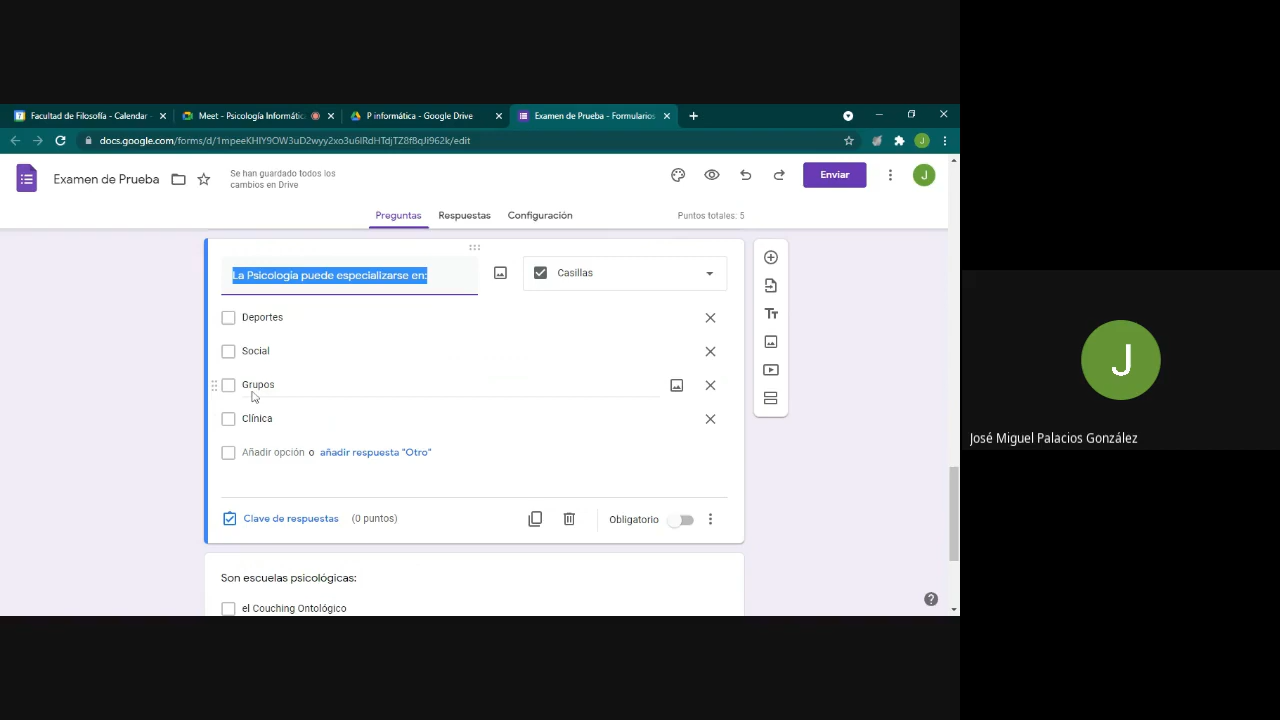 Facultad de Filosofía - Calendar
Meet - Psicología Informátic
P informática - Google Drive
Examen de Prueba - Formularios
docs.google.com/forms/d/1mpeeKHIY9OW3uD2wyy2xo3u6IRdHTdjTZ8f8qJi962k/edit
J
Examen de Prueba
Se han guardado todos los
cambios en Drive
Enviar
J
Preguntas
Respuestas
Configuración
Puntos totales: 5
La Psicología puede especializarse en:
Casillas
Deportes
Social
Grupos
Clínica
Añadir opción o añadir respuesta "Otro"
Clave de respuestas (0 puntos)
Obligatorio
Son escuelas psicológicas:
el Couching Ontológico
J
José Miguel Palacios González